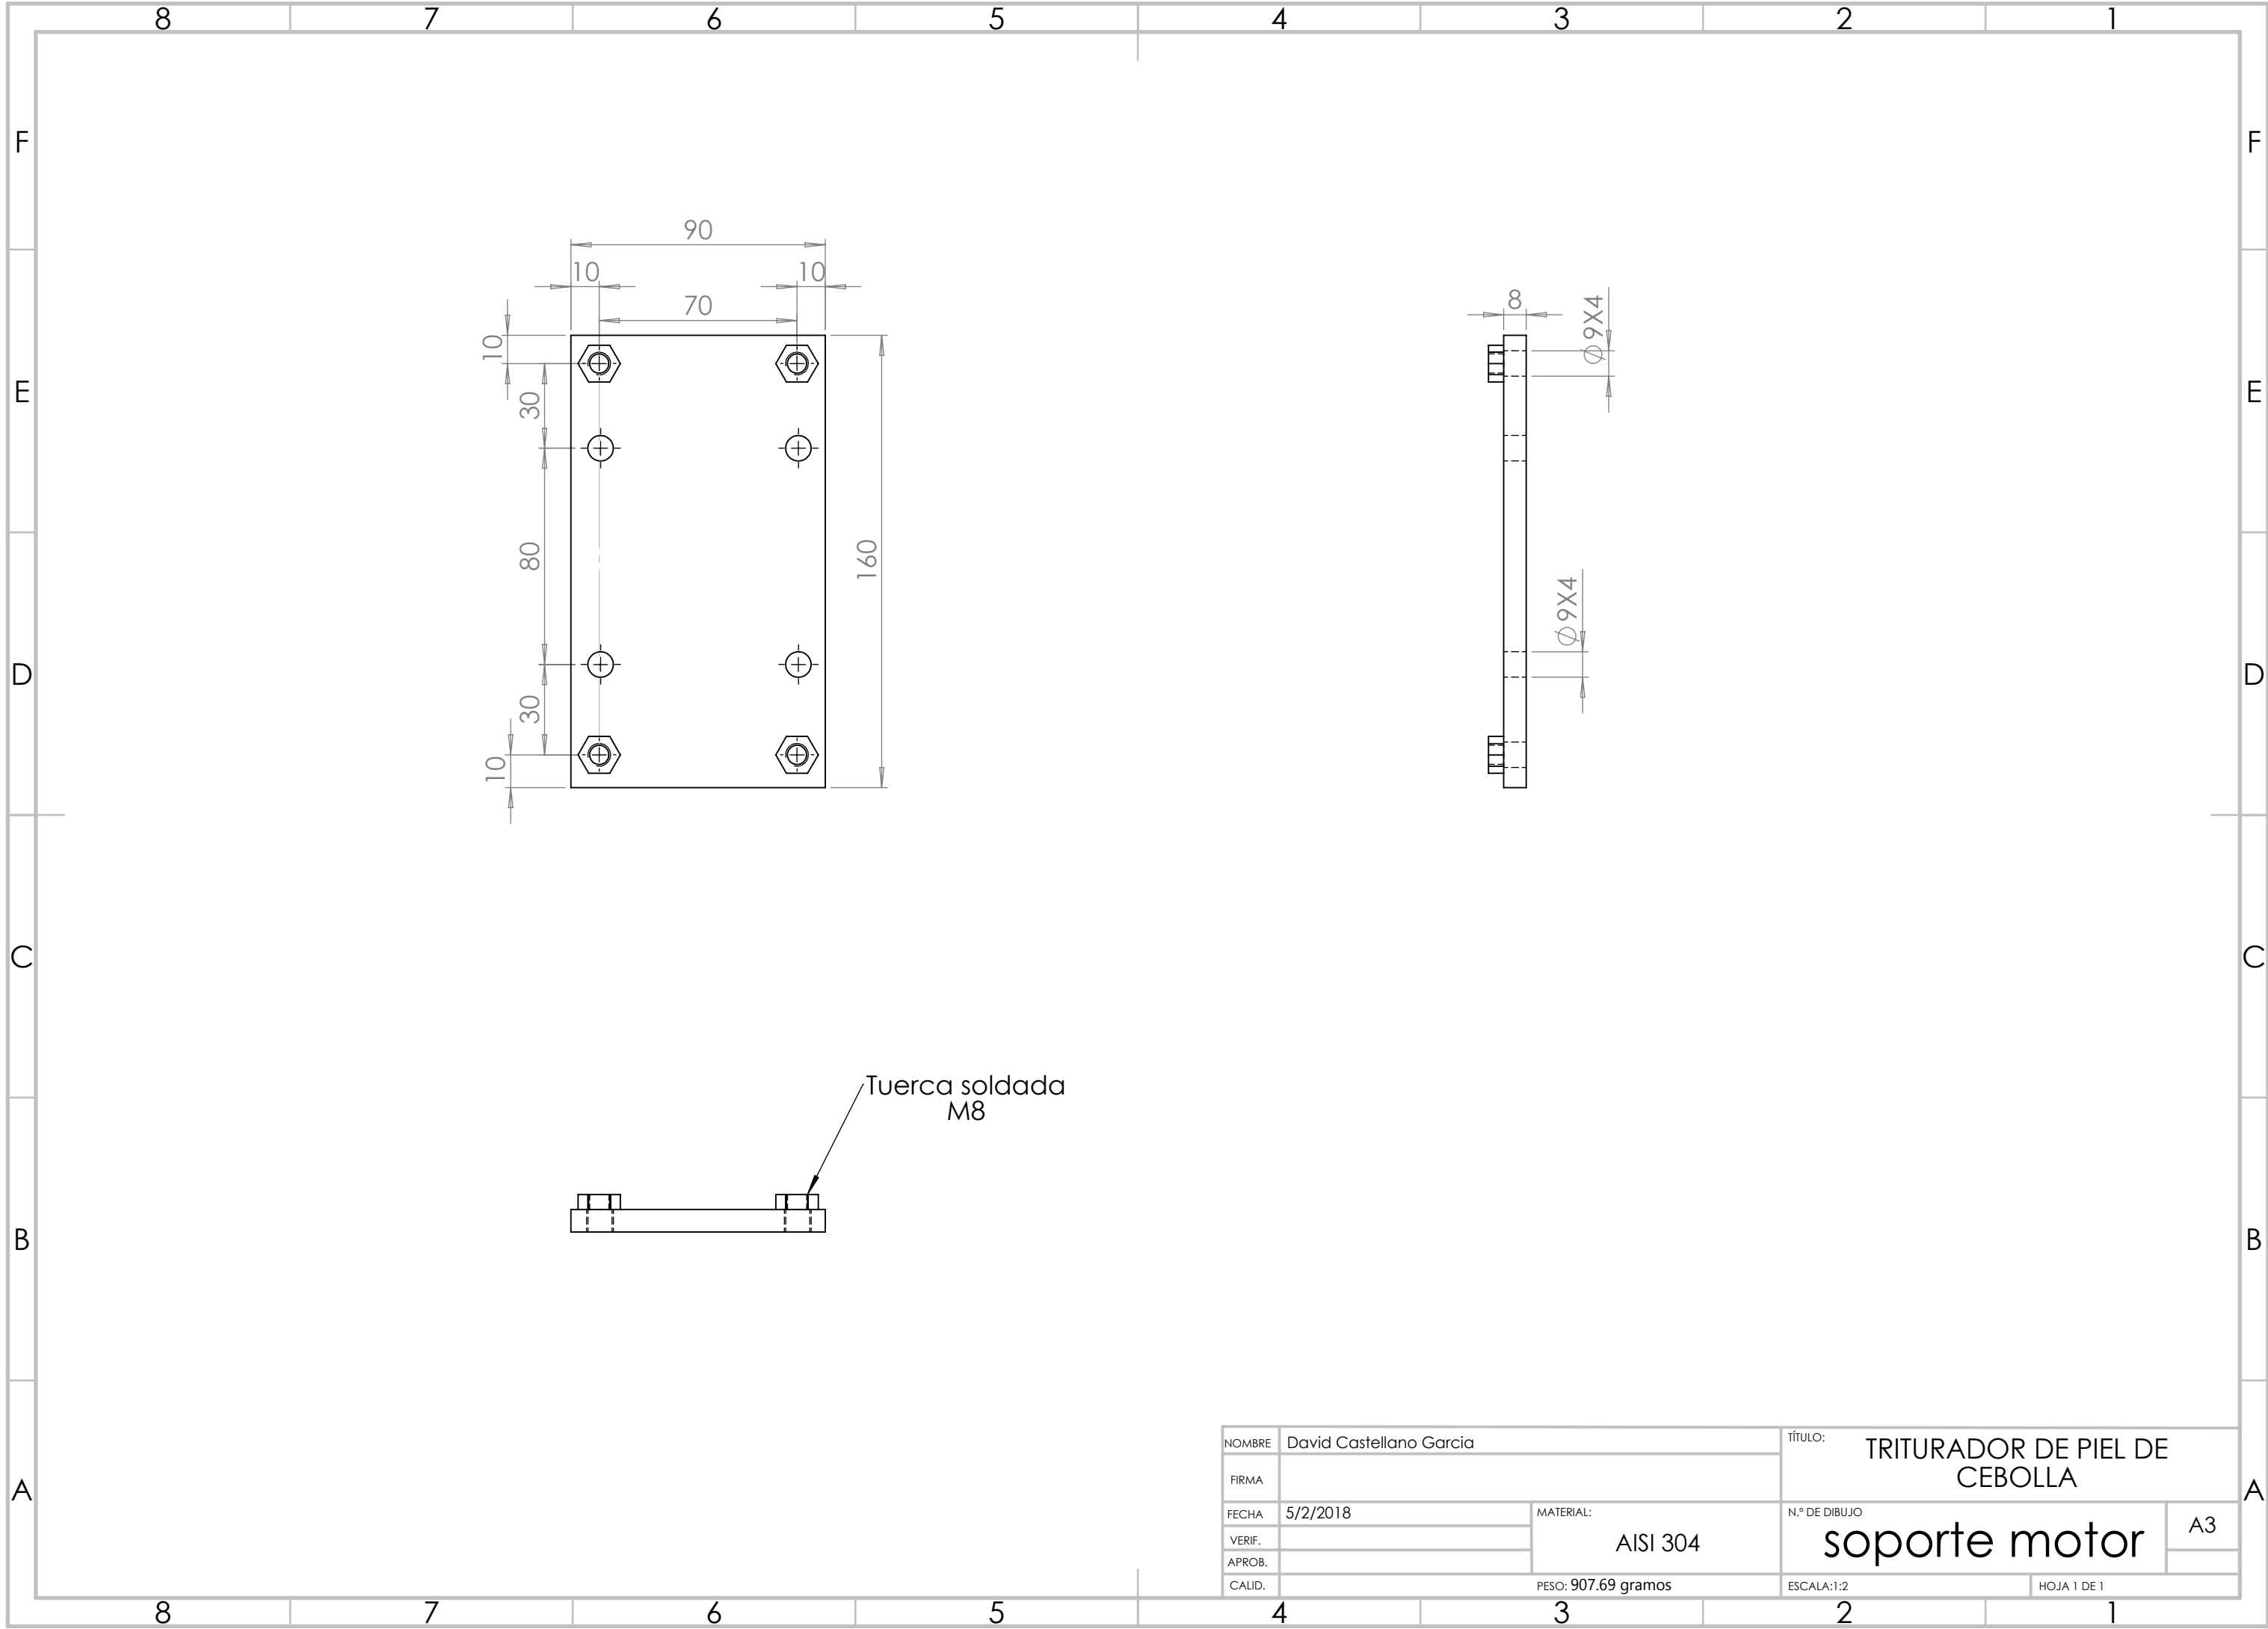 8 7 6 5 4 3 2 1
F F
90
10 10
70
8
Ø9X4
10
30
E E
80
160
Ø9X4
D D
30
10
C C
Tuerca soldada
M8
B B
NOMBRE David Castellano Garcia
TÍTULO: TRITURADOR DE PIEL DE
CEBOLLA
FIRMA
A A
FECHA 5/2/2018
MATERIAL:
N.º DE DIBUJO
A3
VERIF.
AISI 304
soporte motor
APROB.
CALID.
PESO: 907.69 gramos
ESCALA:1:2
HOJA 1 DE 1
8 7 6 5 4 3 2 1